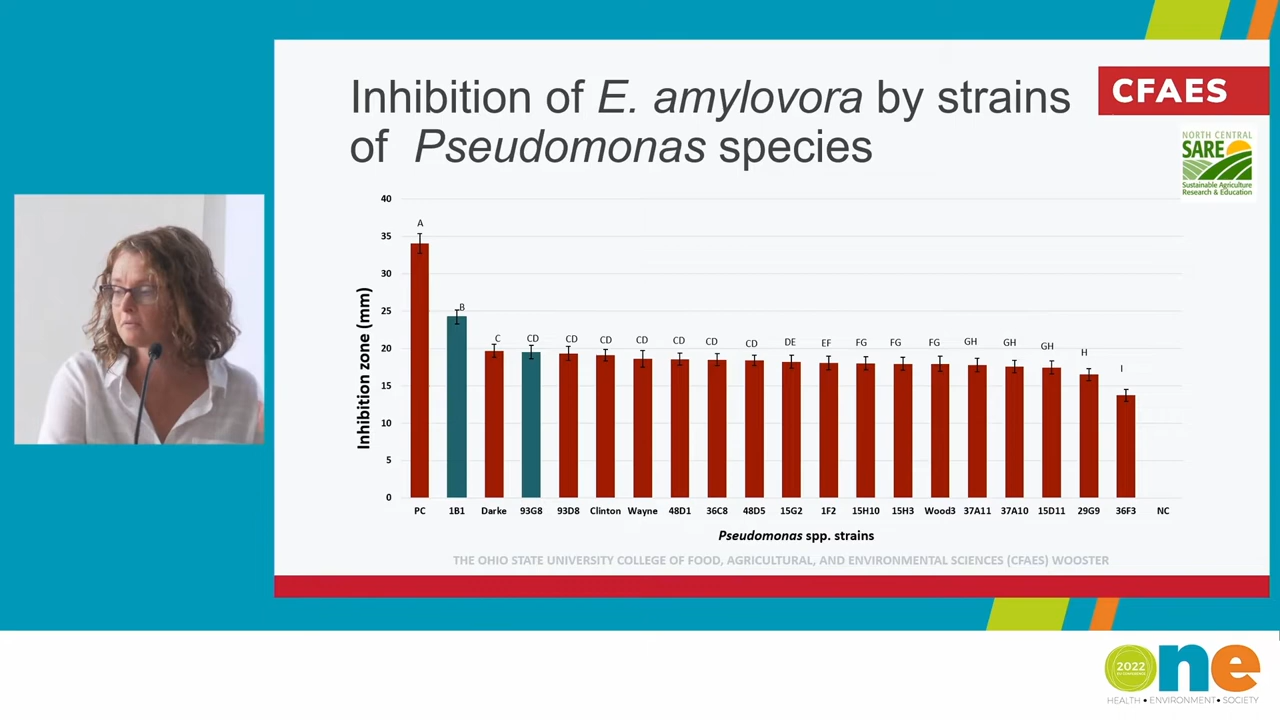 Inhibition of E. amylovora by strains
of Pseudomonas species
CFAES
NORTH CENTRAL
SARE
Sustainable Agriculture
Research & Education
Inhibition zone (mm)
40
35
30
25
20
15
10
5
0
A
B
C CD CD CD CD CD CD CD DE EF FG FG FG GH GH GH H I
PC 1B1 Darke 93G8 93D8 Clinton Wayne 48D1 36C8 48D5 15G2 1F2 15H10 15H3 Wood3 37A11 37A10 15D11 29G9 36F3 NC
Pseudomonas spp. strains
THE OHIO STATE UNIVERSITY COLLEGE OF FOOD, AGRICULTURAL, AND ENVIRONMENTAL SCIENCES (CFAES) WOOSTER
2022
one
HEALTH • ENVIRONMENT • SOCIETY